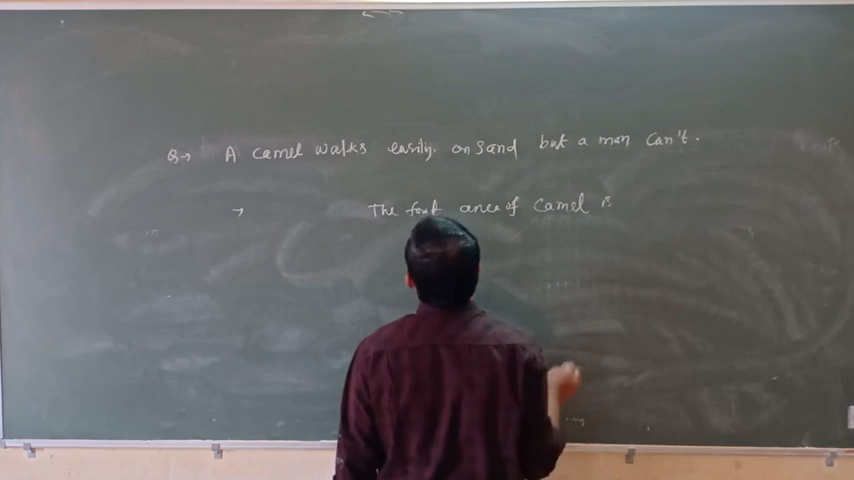 Q→ A camel walks easily, on sand but a man can't.
→ The foot area of camel is